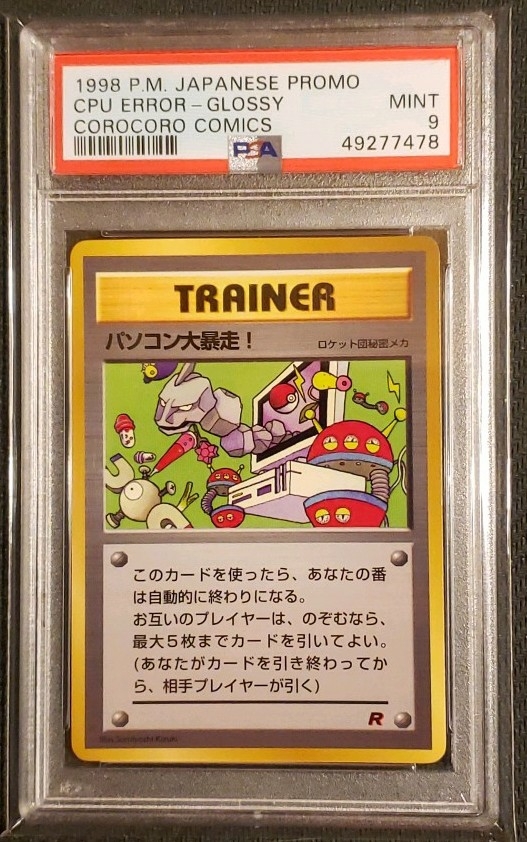 1998 P.M. JAPANESE PROMO
CPU ERROR – GLOSSY MINT
COROCORO COMICS 9
PSA 49277478
TRAINER
パソコン大暴走！ ロケット団秘密メカ
このカードを使ったら、あなたの番
は自動的に終わりになる。
お互いのプレイヤーは、のぞむなら、
最大５枚までカードを引いてよい。
(あなたがカードを引き終わってか
ら、相手プレイヤーが引く)
R
Illus. Sumiyoshi Kizuki